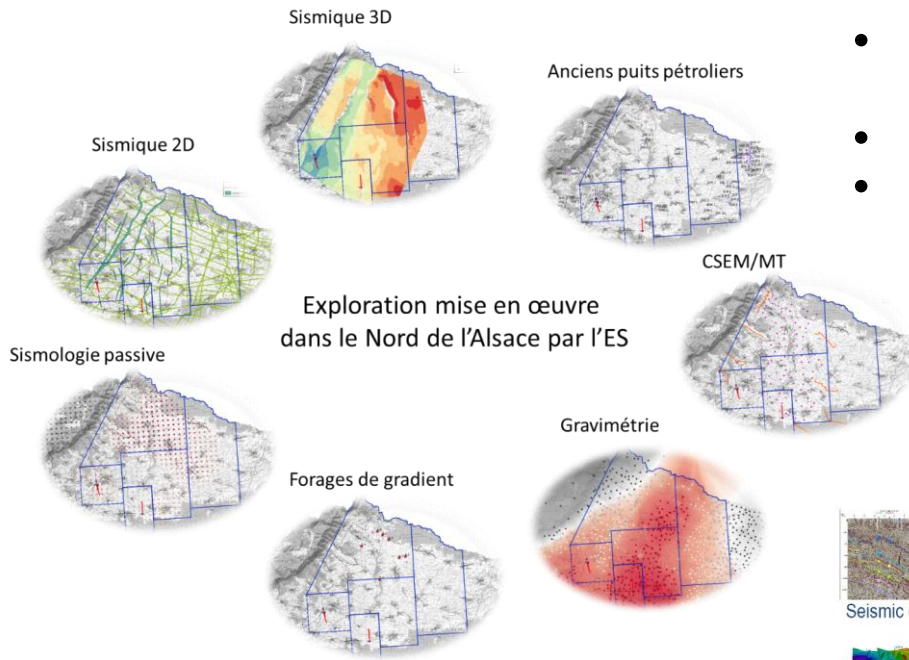 Sismique 3D
Anciens puits pétroliers
Sismique 2D
CSEM/MT
Exploration mise en œuvre
dans le Nord de l’Alsace par l’ES
Sismologie passive
Gravimétrie
Forages de gradient
Seismic